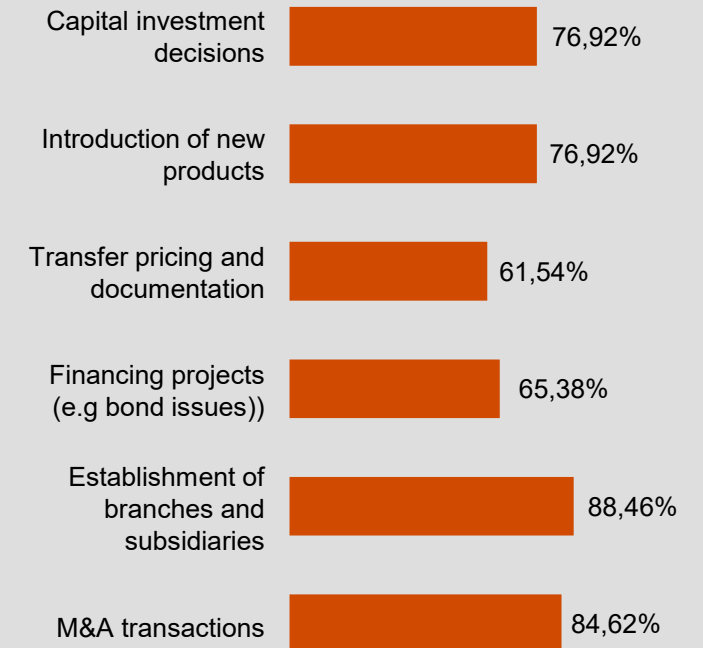 Capital investment
decisions
76,92%
Introduction of new
products
76,92%
Transfer pricing and
documentation
61,54%
Financing projects
(e.g bond issues))
65,38%
Establishment of
branches and
subsidiaries
88,46%
M&A transactions
84,62%